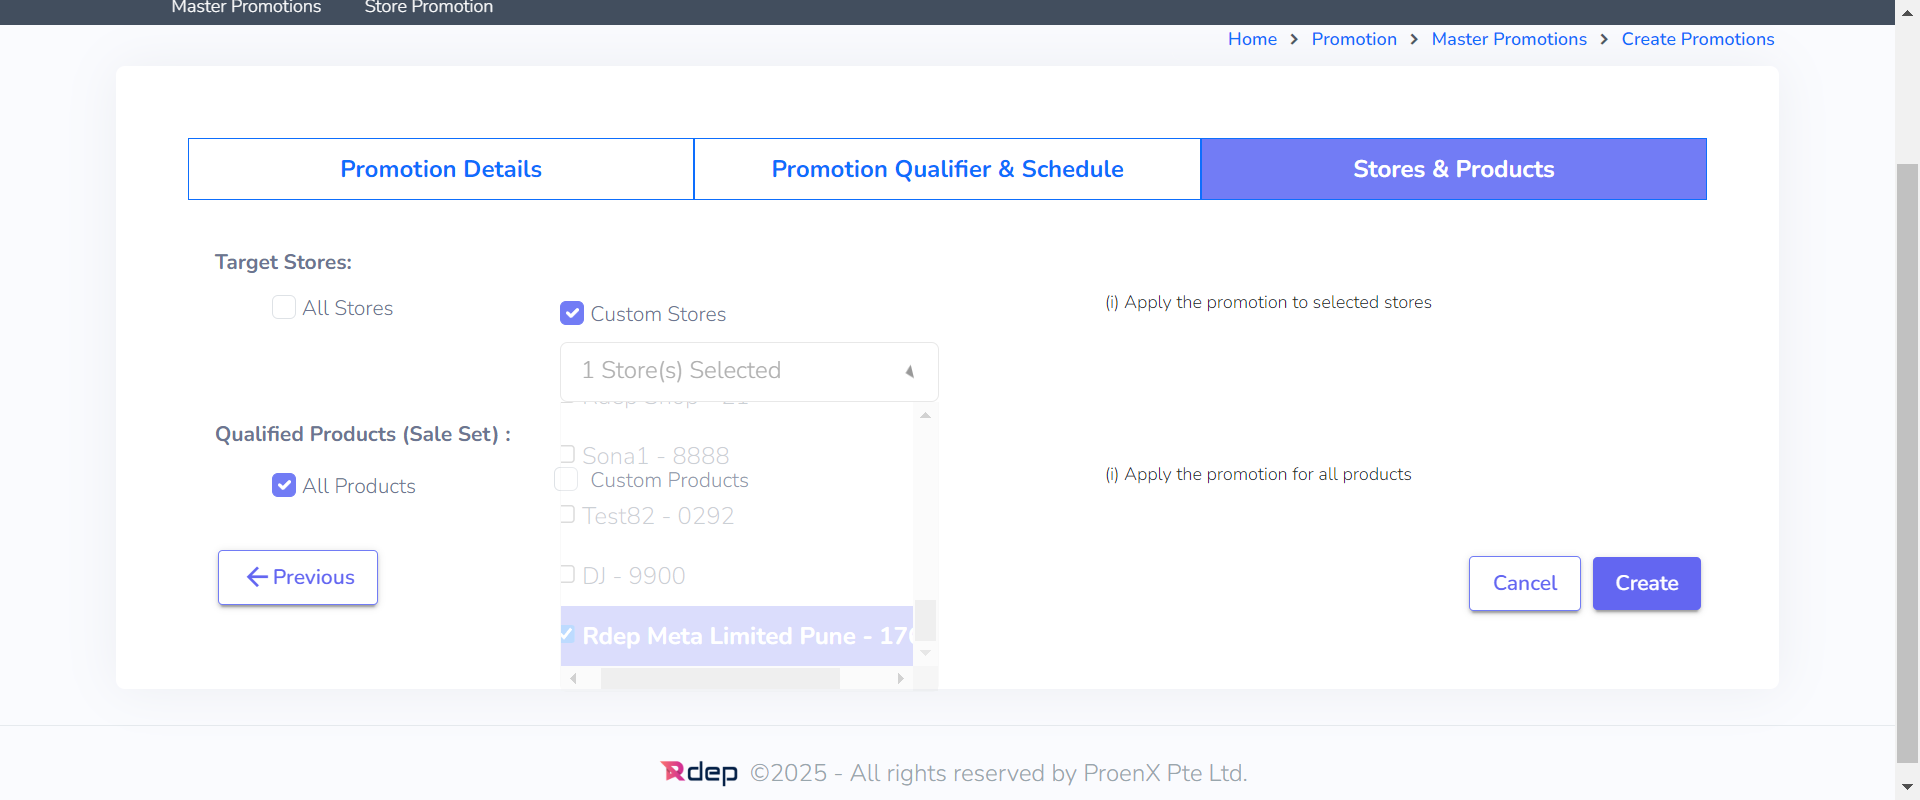 Master Promotions Store Promotion
Home > Promotion > Master Promotions > Create Promotions
Promotion Details Promotion Qualifier & Schedule Stores & Products
Target Stores:
All Stores
Custom Stores
(i) Apply the promotion to selected stores
1 Store(s) Selected
Rdep Shop - 21
Qualified Products (Sale Set) :
Sona1 - 8888
All Products
Custom Products
(i) Apply the promotion for all products
Test82 - 0292
DJ - 9900
Previous
Cancel Create
Rdep Meta Limited Pune -
Rdep ©2025 - All rights reserved by ProenX Pte Ltd.